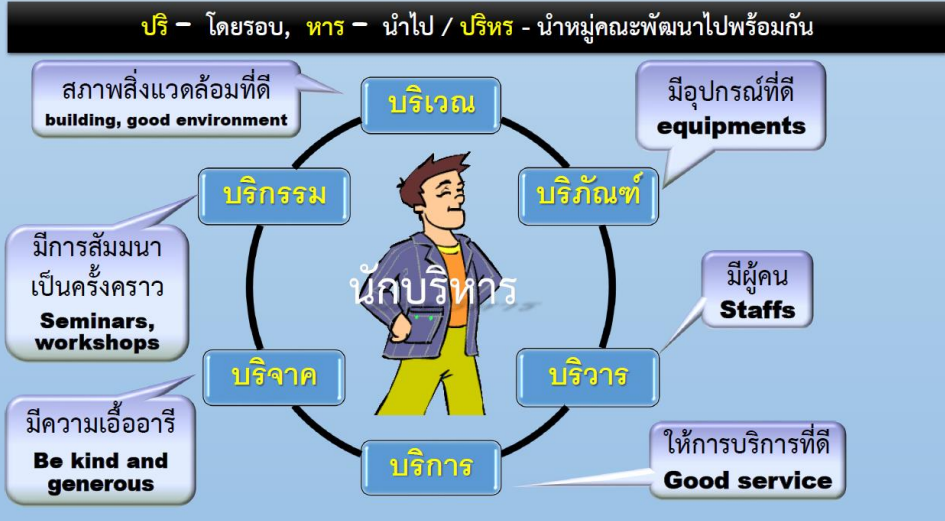 ปริ – โดยรอบ, หาร – นำไป / ปริหร - นำหมู่คณะพัฒนาไปพร้อมกัน
สภาพสิ่งแวดล้อมที่ดี
building, good environment
บริเวณ
มีอุปกรณ์ที่ดี
equipments
บริกรรม
บริภัณฑ์
มีการสัมมนา
เป็นครั้งคราว
Seminars,
workshops
นักบริหาร
มีผู้คน
Staffs
บริจาค
บริวาร
มีความเอื้ออารี
Be kind and
generous
บริการ
ให้การบริการที่ดี
Good service